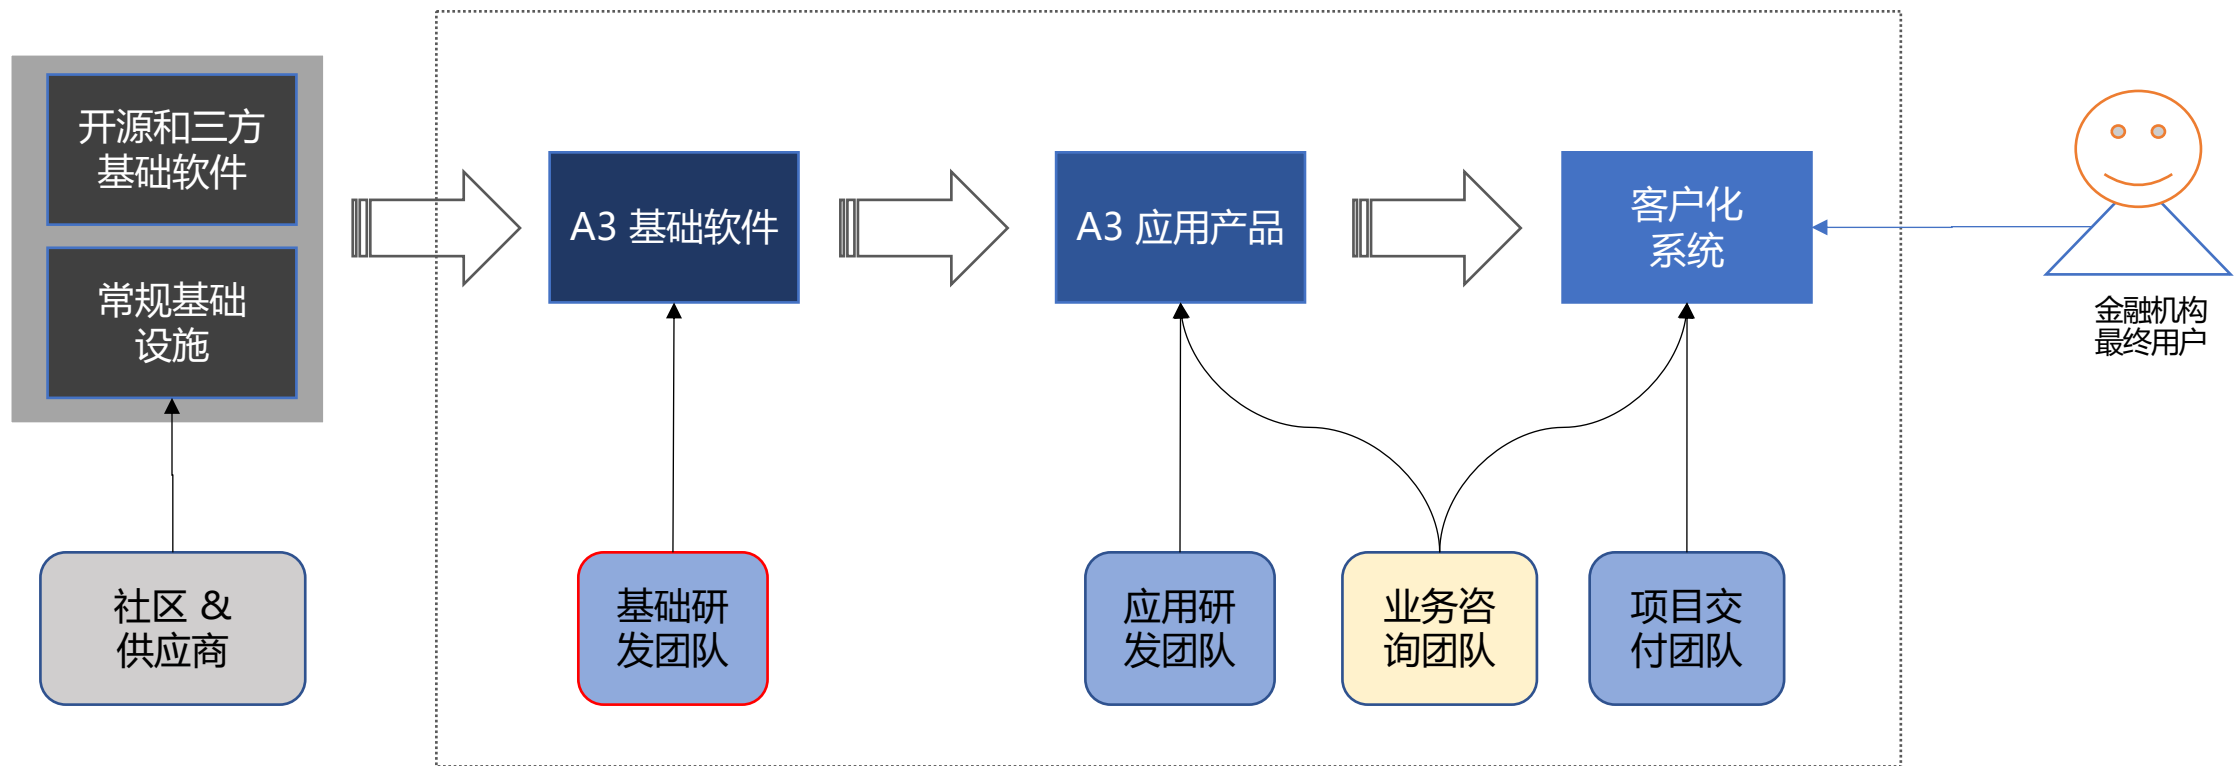 开源和三方
基础软件
常规基础
设施
A3 基础软件
A3 应用产品
客户化
系统
金融机构
最终用户
社区 &
供应商
基础研
发团队
应用研
发团队
业务咨
询团队
项目交
付团队